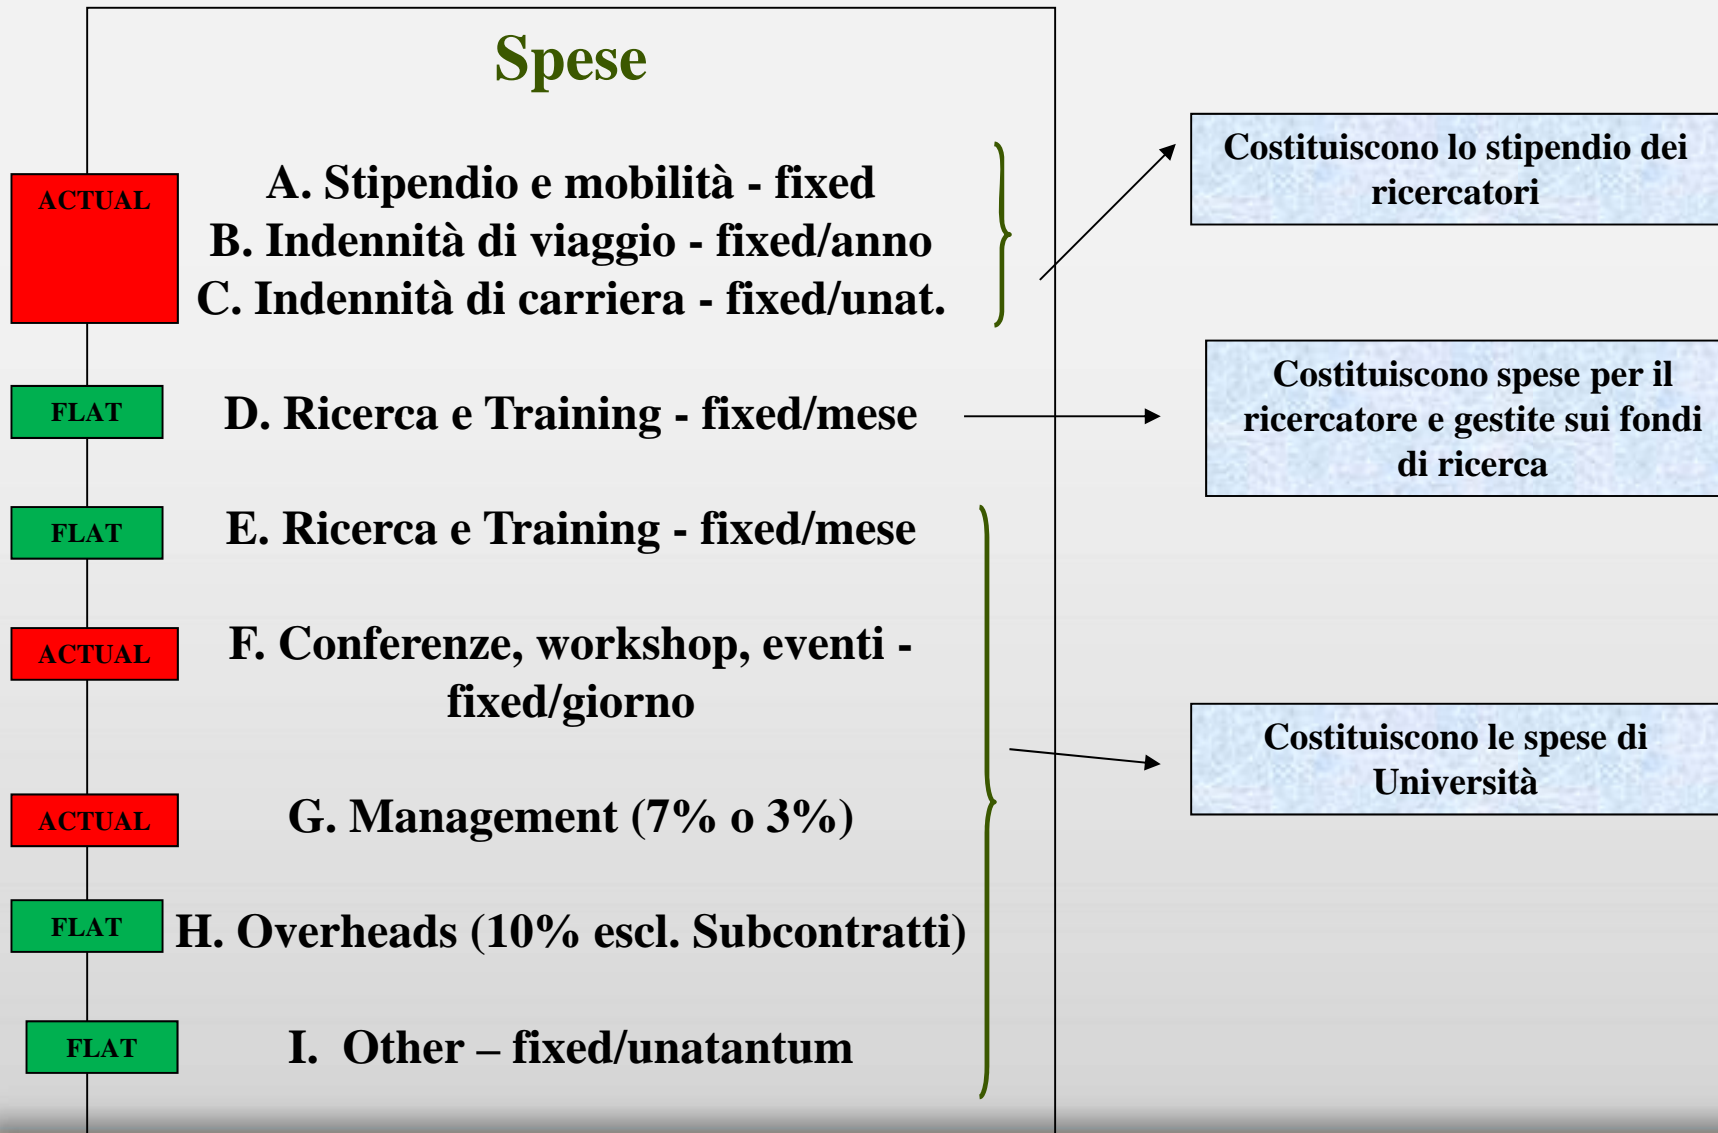 Spese
ACTUAL
A. Stipendio e mobilità - fixed
B. Indennità di viaggio - fixed/anno
C. Indennità di carriera - fixed/unat.
Costituiscono lo stipendio dei
ricercatori
FLAT
D. Ricerca e Training - fixed/mese
Costituiscono spese per il
ricercatore e gestite sui fondi
di ricerca
FLAT
E. Ricerca e Training - fixed/mese
ACTUAL
F. Conferenze, workshop, eventi -
fixed/giorno
ACTUAL
G. Management (7% o 3%)
FLAT
H. Overheads (10% escl. Subcontratti)
FLAT
I. Other – fixed/unatantum
Costituiscono le spese di
Università